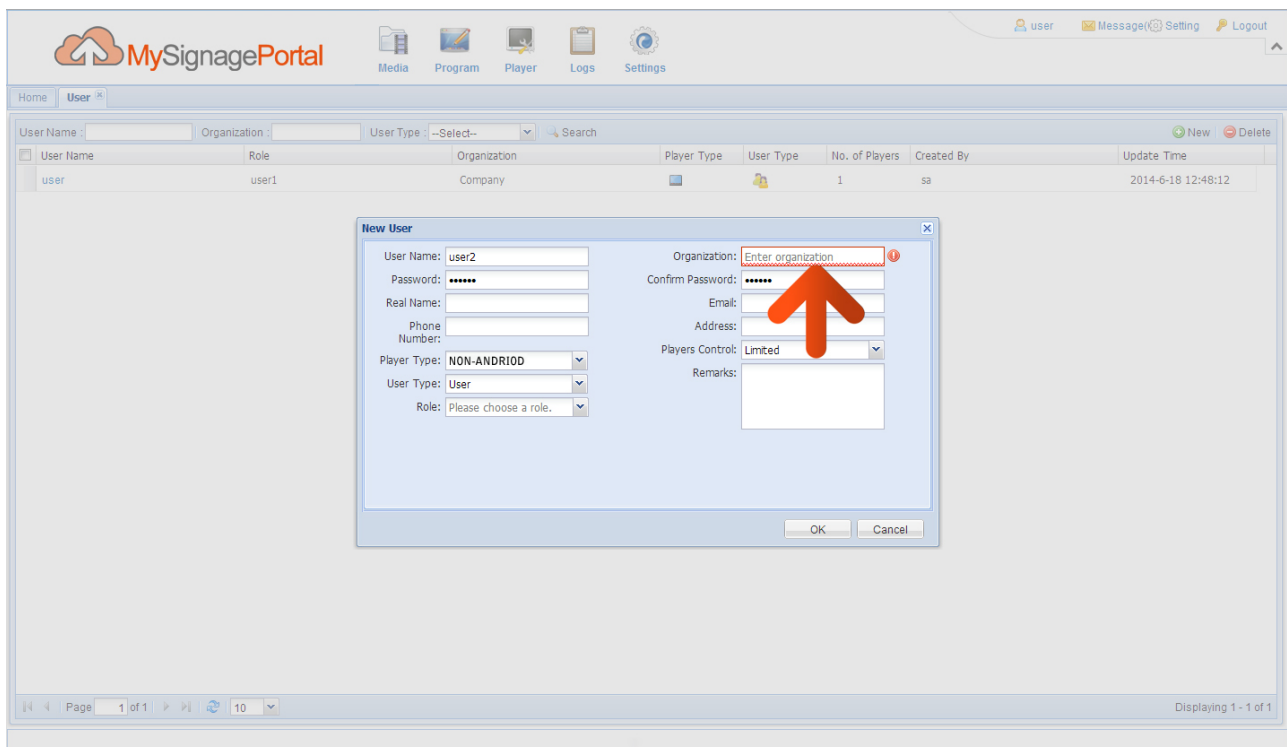 MySignagePortal
Media Program Player Logs Settings
user Message( Setting Logout
Home User
User Name : Organization : User Type : --Select-- Search New Delete
User Name Role Organization Player Type User Type No. of Players Created By Update Time
user user1 Company 1 sa 2014-6-18 12:48:12
New User
User Name: user2 Organization: Enter organization
Password: •••••• Confirm Password: ••••••
Real Name: Email:
Phone Number: Address:
Player Type: NON-ANDRIOD Players Control: Limited
User Type: User Remarks:
Role: Please choose a role.
OK Cancel
Page 1 of 1 10 Displaying 1 - 1 of 1